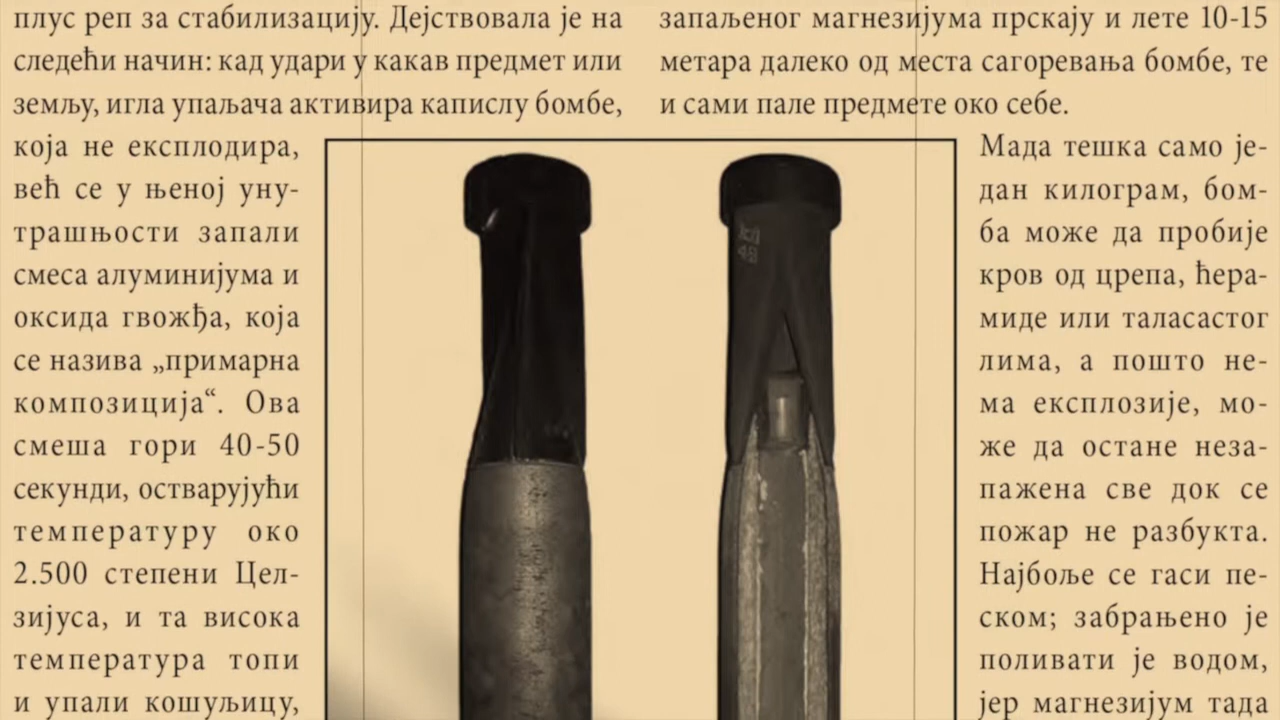 плус реп за стабилизацију. Дејствовала је на
следећи начин: кад удари у какав предмет или
земљу, игла упаљача активира капислу бомбе,
која не експлодира,
већ се у њеној уну-
трашњости запали
смеса алуминијума и
оксида гвожђа, која
се назива „примарна
композиција“. Ова
смеша гори 40-50
секунди, остварујући
температуру око
2.500 степени Цел-
зијуса, и та висока
температура топи
и упали кошуљицу,
запаљеног магнезијума прскају и лете 10-15
метара далеко од места сагоревања бомбе, те
и сами пале предмете око себе.
Мада тешка само је-
дан килограм, бом-
ба може да пробије
кров од црепа, ћера-
миде или таласастог
лима, а пошто не-
ма експлозије, мо-
же да остане неза-
пажена све док се
пожар не разбукта.
Најбоље се гаси пе-
ском; забрањено је
поливати је водом,
јер магнезијум тада